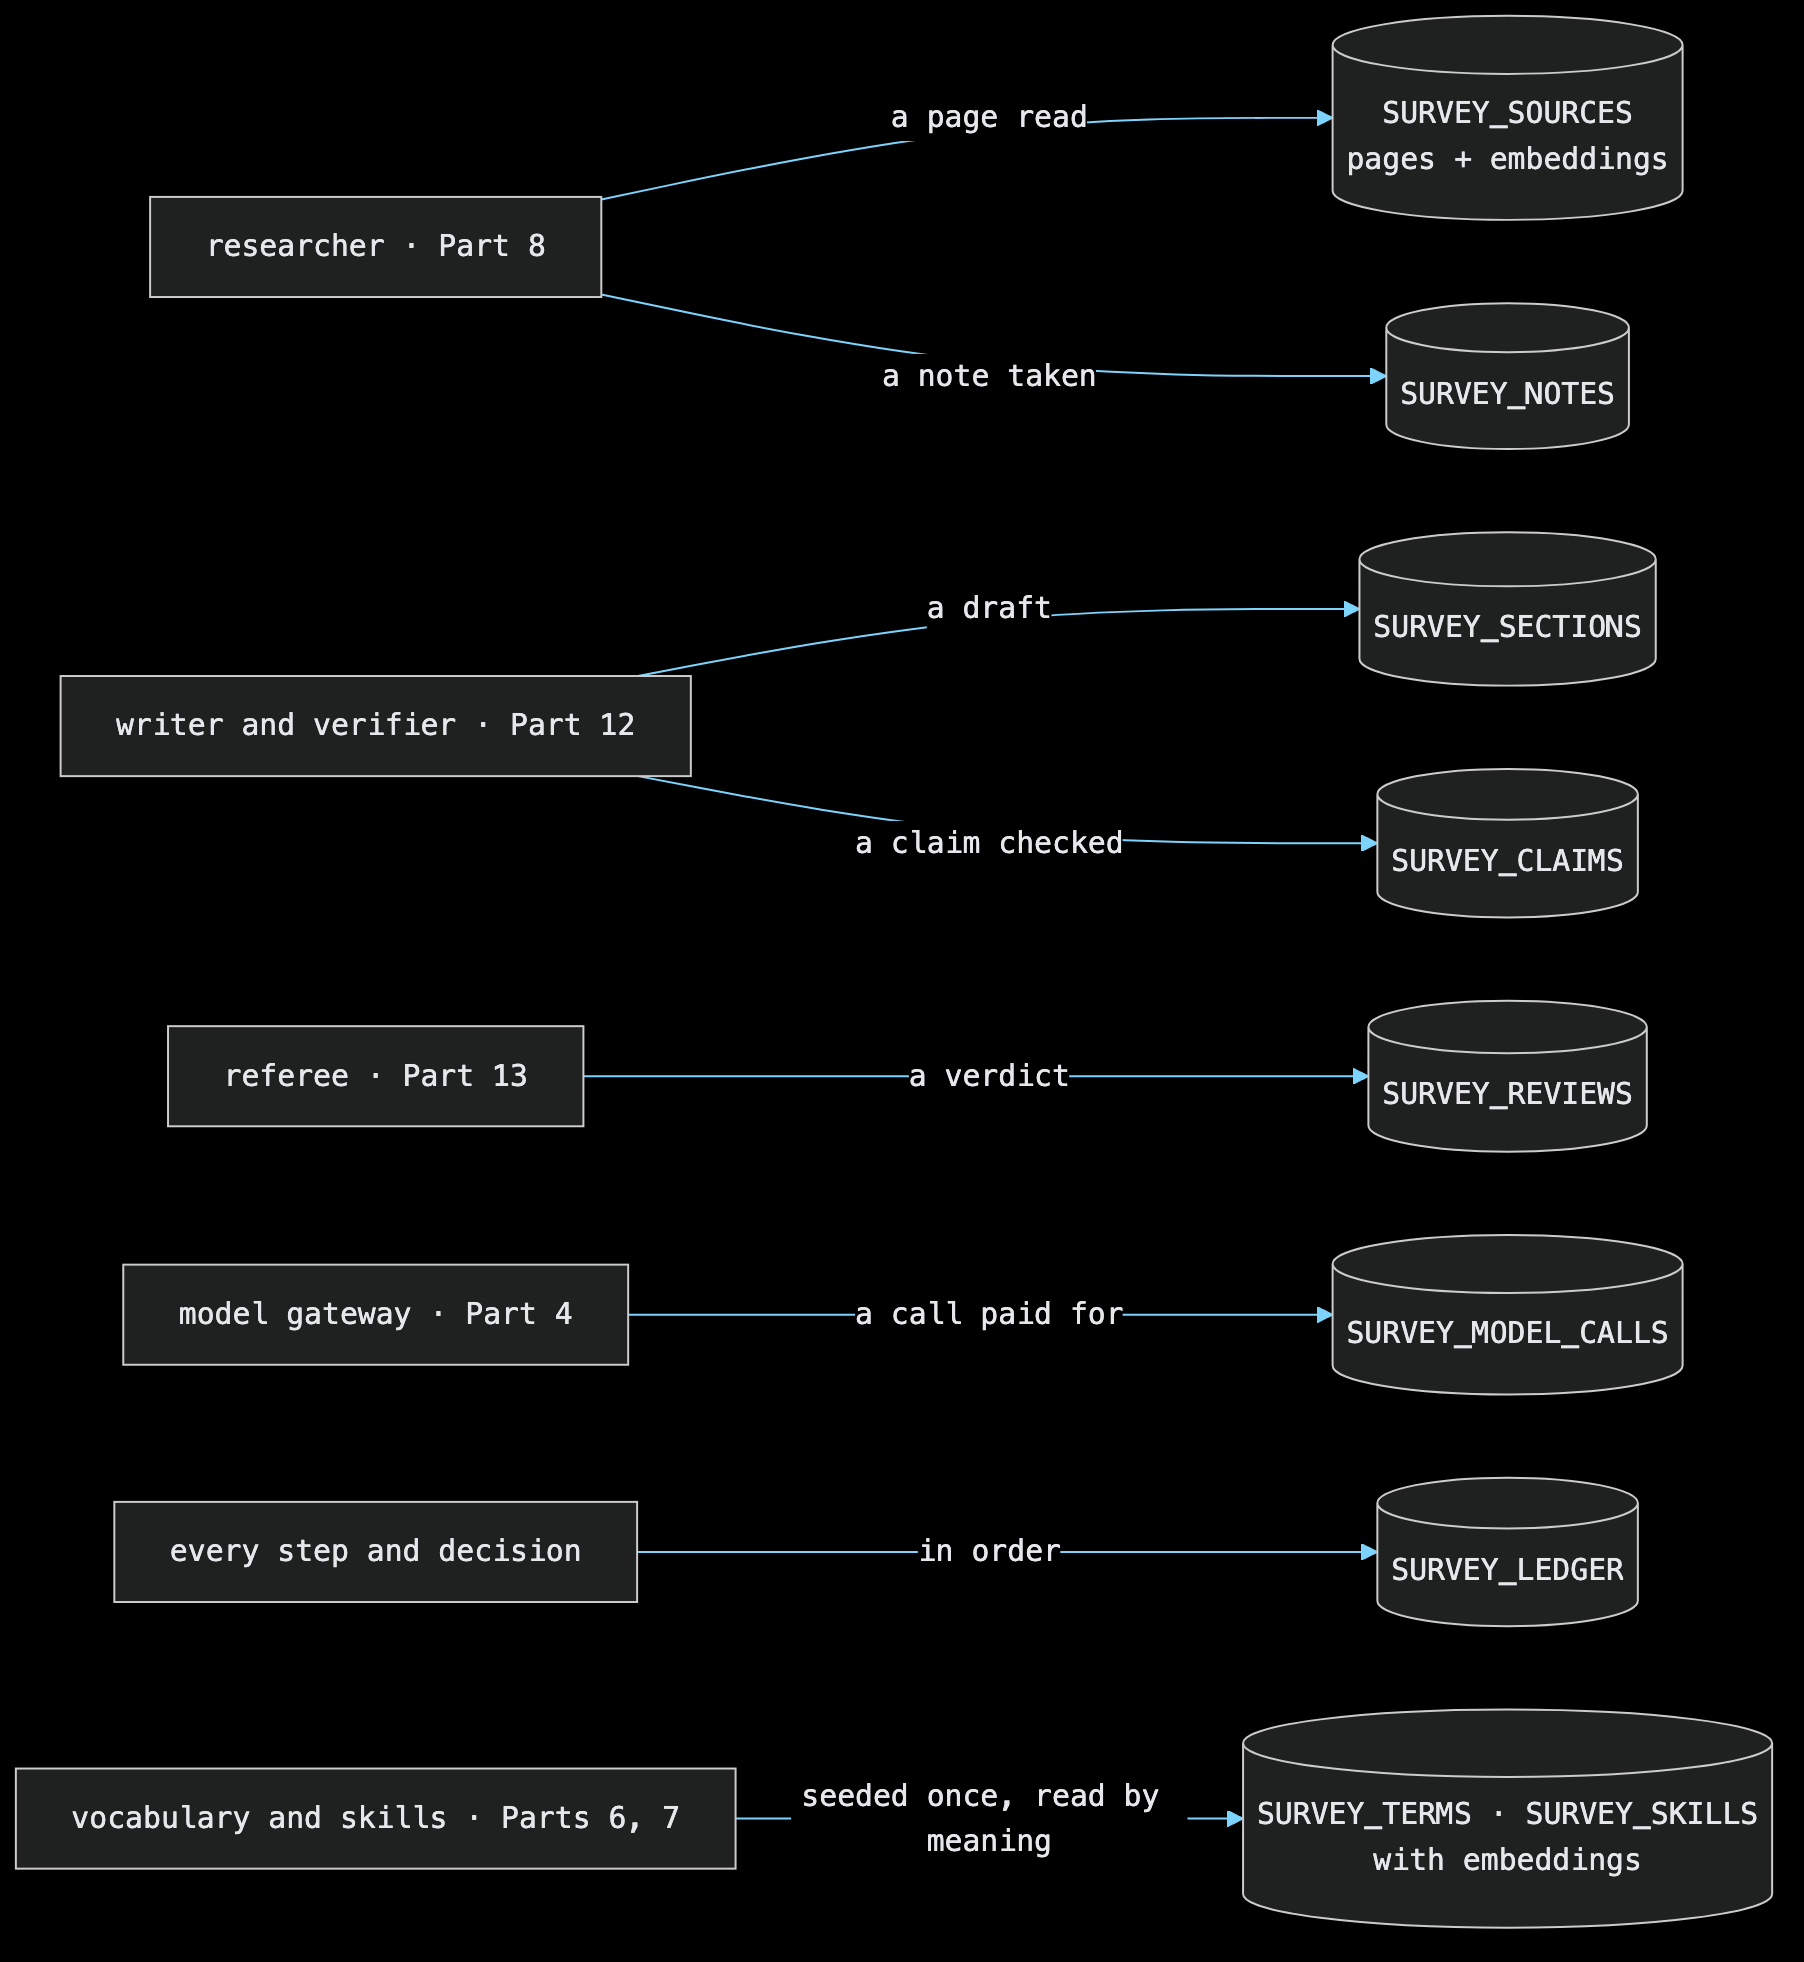 a page read
SURVEY_SOURCES
pages + embeddings
researcher · Part 8
a note taken
SURVEY_NOTES
a draft
SURVEY_SECTIONS
writer and verifier · Part 12
a claim checked
SURVEY_CLAIMS
referee · Part 13
a verdict
SURVEY_REVIEWS
model gateway · Part 4
a call paid for
SURVEY_MODEL_CALLS
every step and decision
in order
SURVEY_LEDGER
vocabulary and skills · Parts 6, 7
seeded once, read by
meaning
SURVEY_TERMS · SURVEY_SKILLS
with embeddings